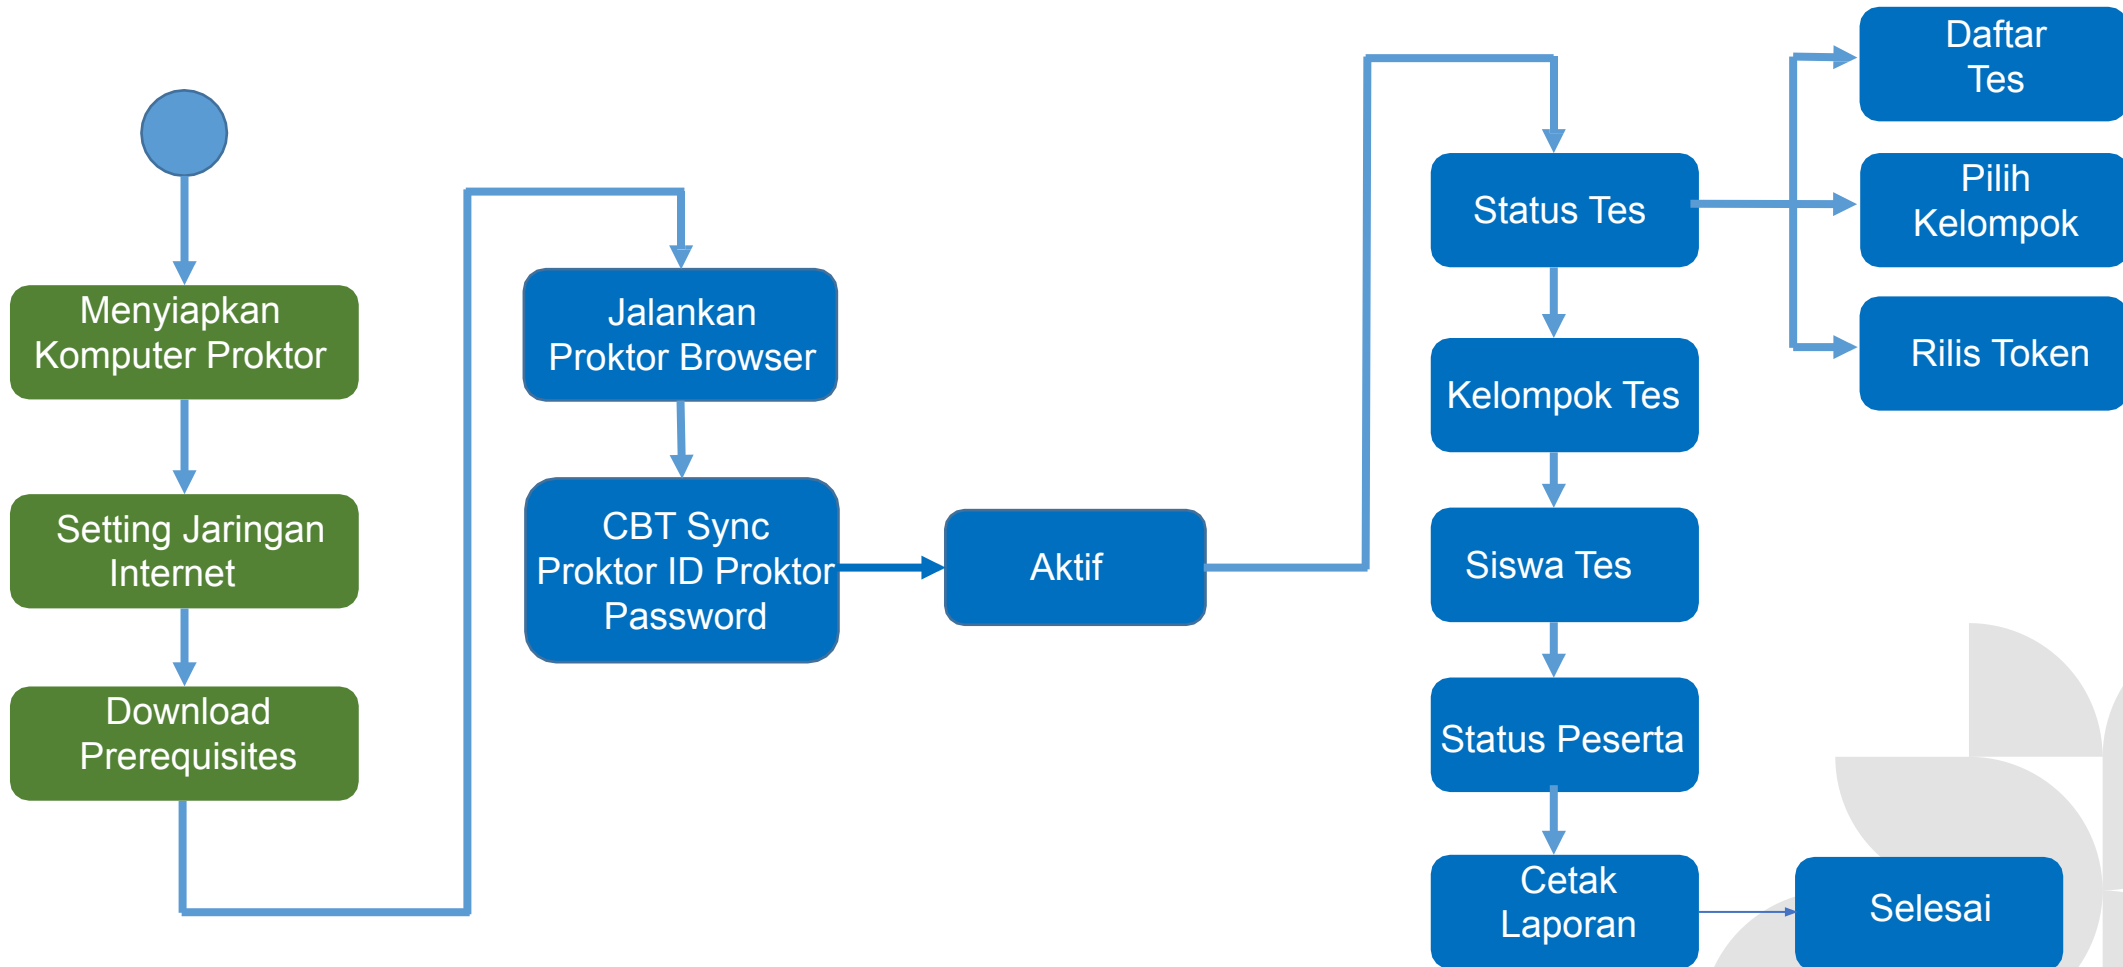 Menyiapkan
Komputer Proktor
Setting Jaringan
Internet
Download
Prerequisites
Jalankan
Proktor Browser
CBT Sync
Proktor ID Proktor
Password
Aktif
Status Tes
Kelompok Tes
Siswa Tes
Status Peserta
Cetak
Laporan
Selesai
Daftar
Tes
Pilih
Kelompok
Rilis Token